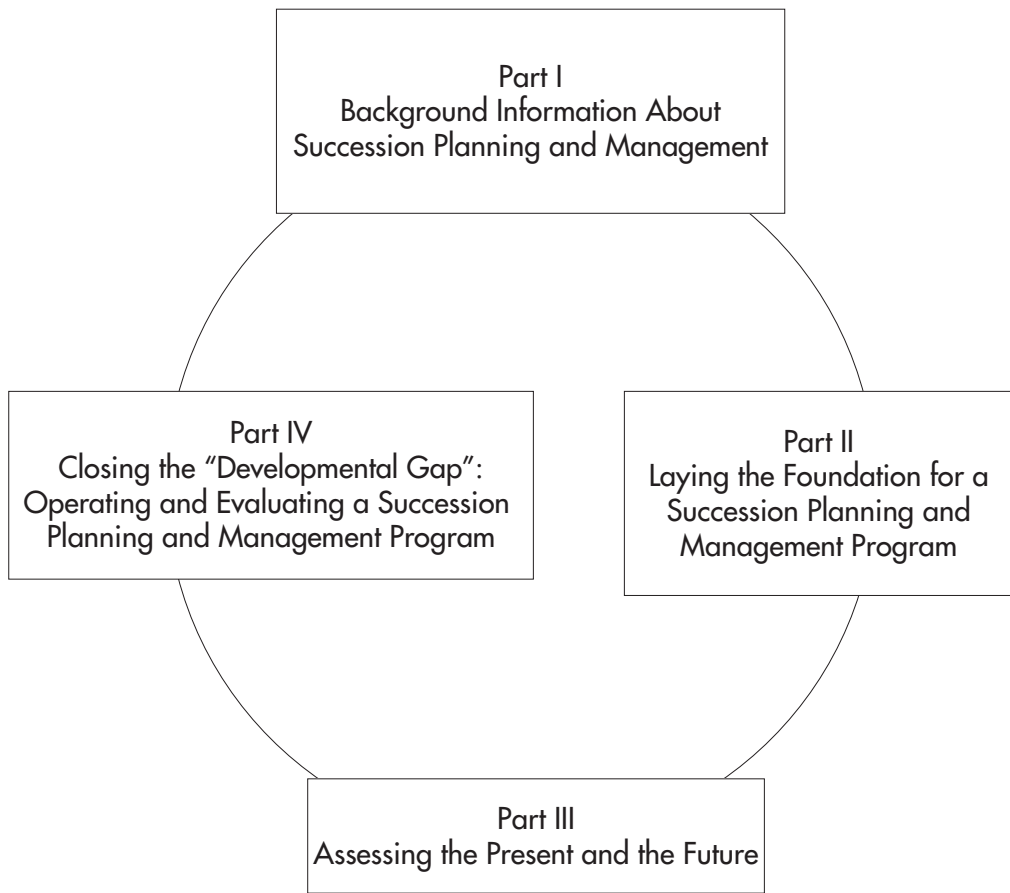 Part I
Background Information About
Succession Planning and Management
Part IV
Closing the “Developmental Gap”:
Operating and Evaluating a Succession
Planning and Management Program
Part II
Laying the Foundation for a
Succession Planning and
Management Program
Part III
Assessing the Present and the Future